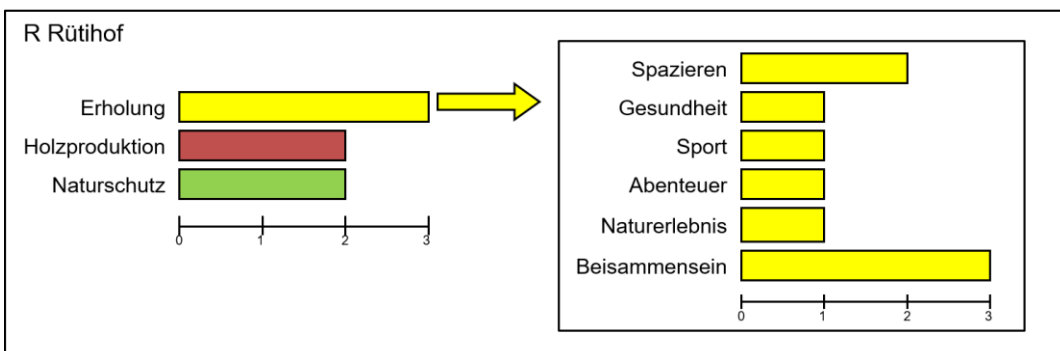 R Rütihof
Erholung
Holzproduktion
Naturschutz
0 1 2 3
Spazieren
Gesundheit
Sport
Abenteuer
Naturerlebnis
Beisammensein
0 1 2 3